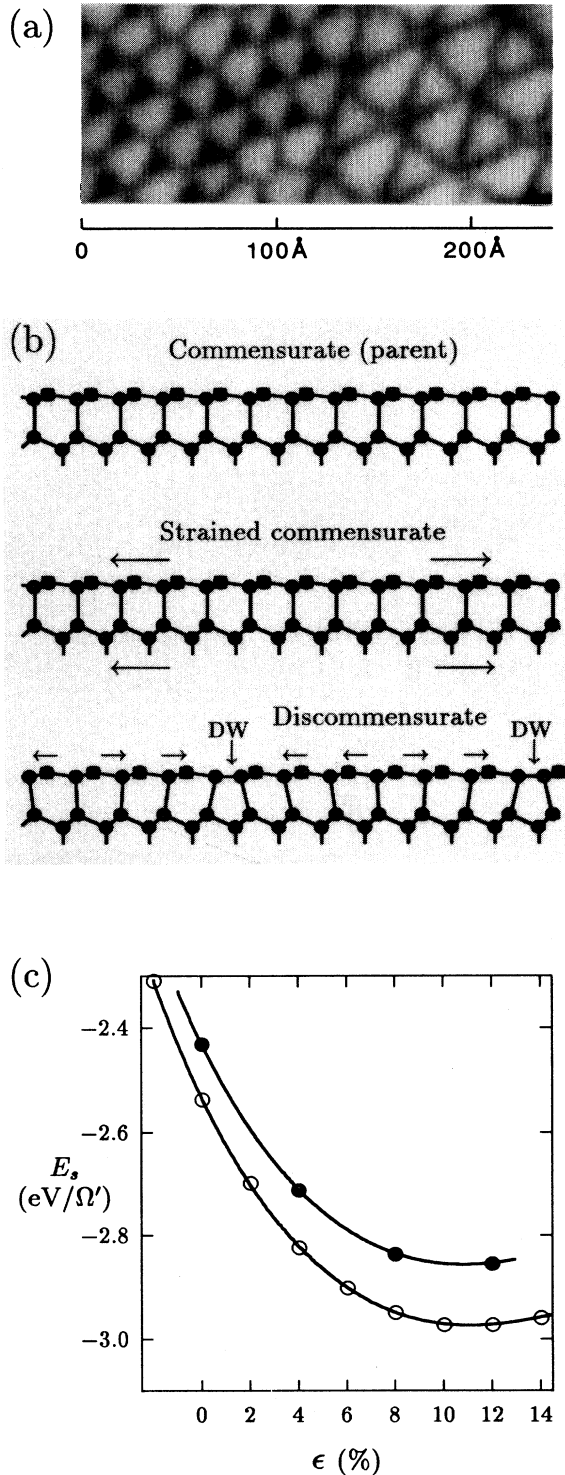 (a)
0 100Å 200Å
(b)
Commensurate (parent)
Strained commensurate
Discommensurate
DW DW
(c)
−2.4
−2.6
E_s
(eV/Ω′)
−2.8
−3.0
0 2 4 6 8 10 12 14
ϵ (%)